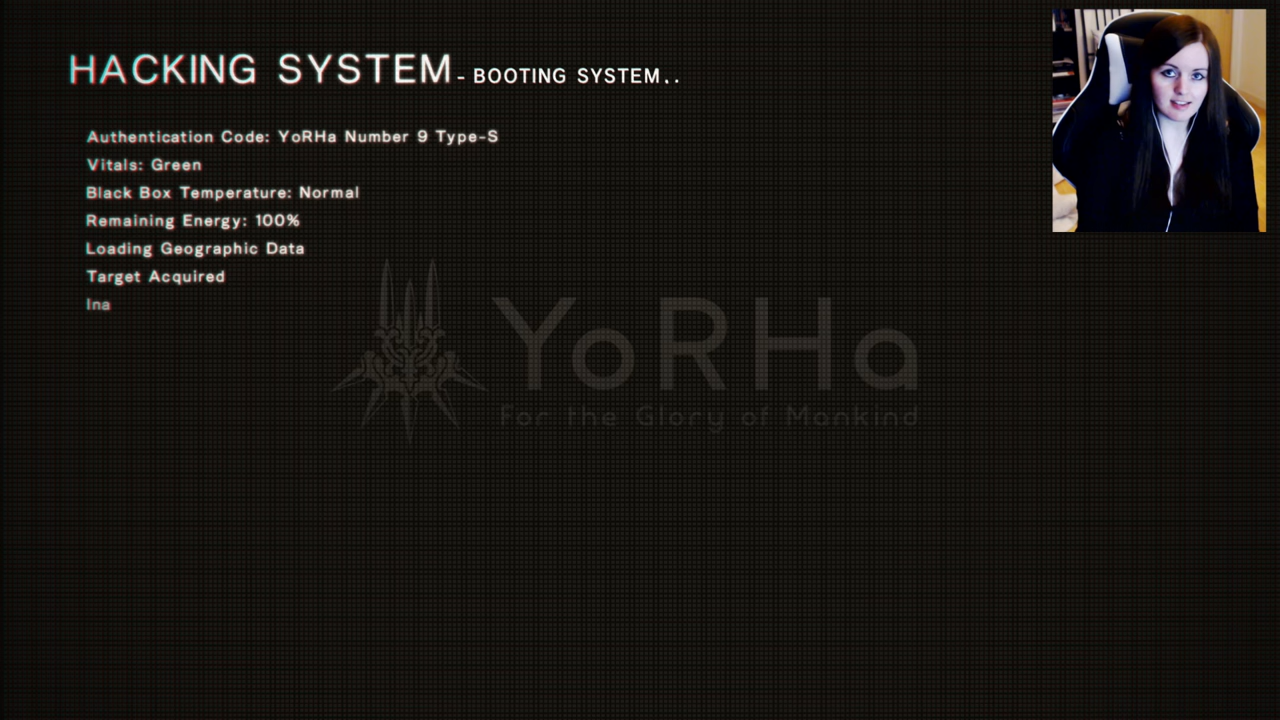 HACKING SYSTEM - BOOTING SYSTEM..
Authentication Code: YoRHa Number 9 Type-S
Vitals: Green
Black Box Temperature: Normal
Remaining Energy: 100%
Loading Geographic Data
Target Acquired
Ina
YoRHa
For the Glory of Mankind